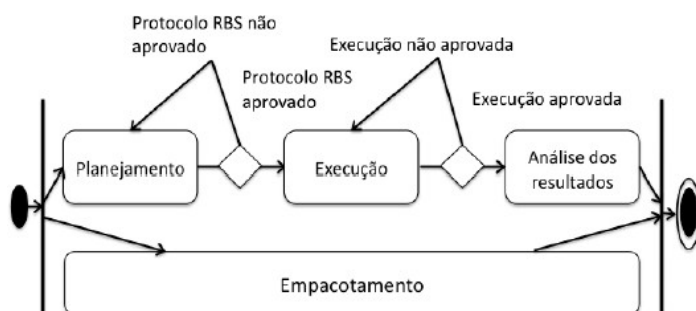 Protocolo RBS não
aprovado
Execução não aprovada
Protocolo RBS
aprovado
Execução aprovada
Planejamento
Execução
Análise dos
resultados
Empacotamento